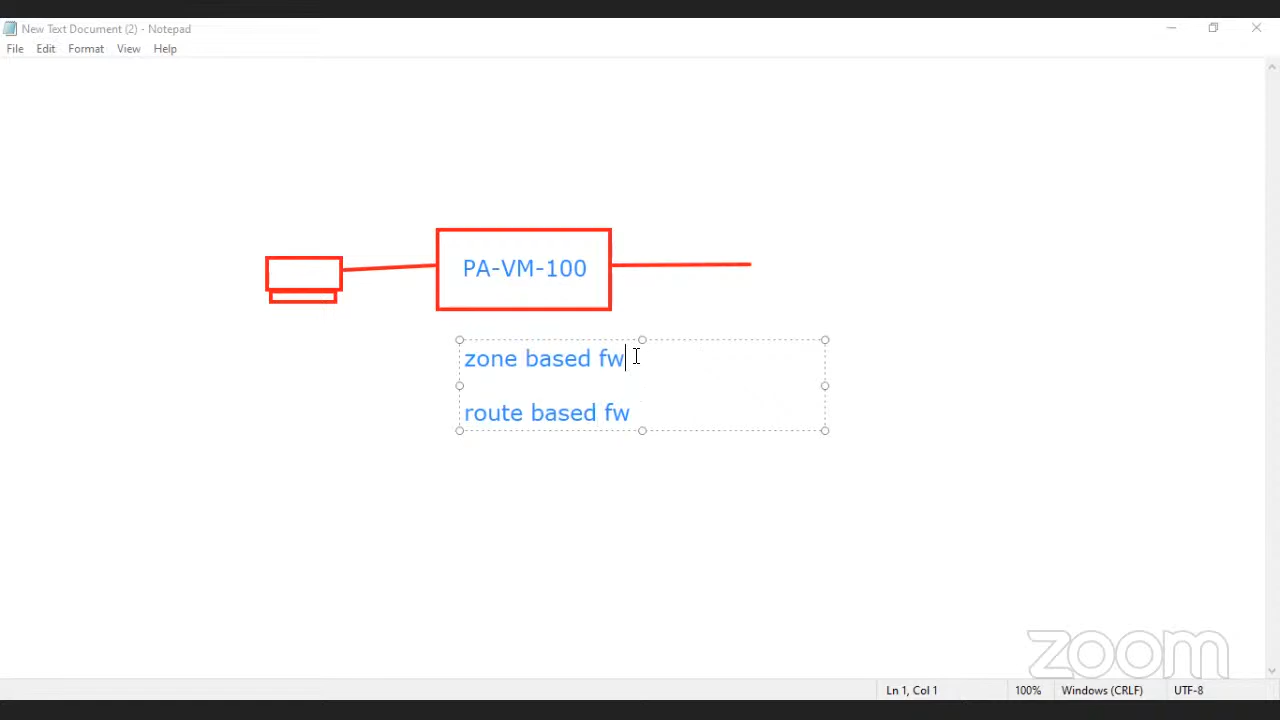 New Text Document (2) - Notepad
File Edit Format View Help
PA-VM-100
zone based fw
route based fw
zoom
Ln 1, Col 1 100% Windows (CRLF) UTF-8